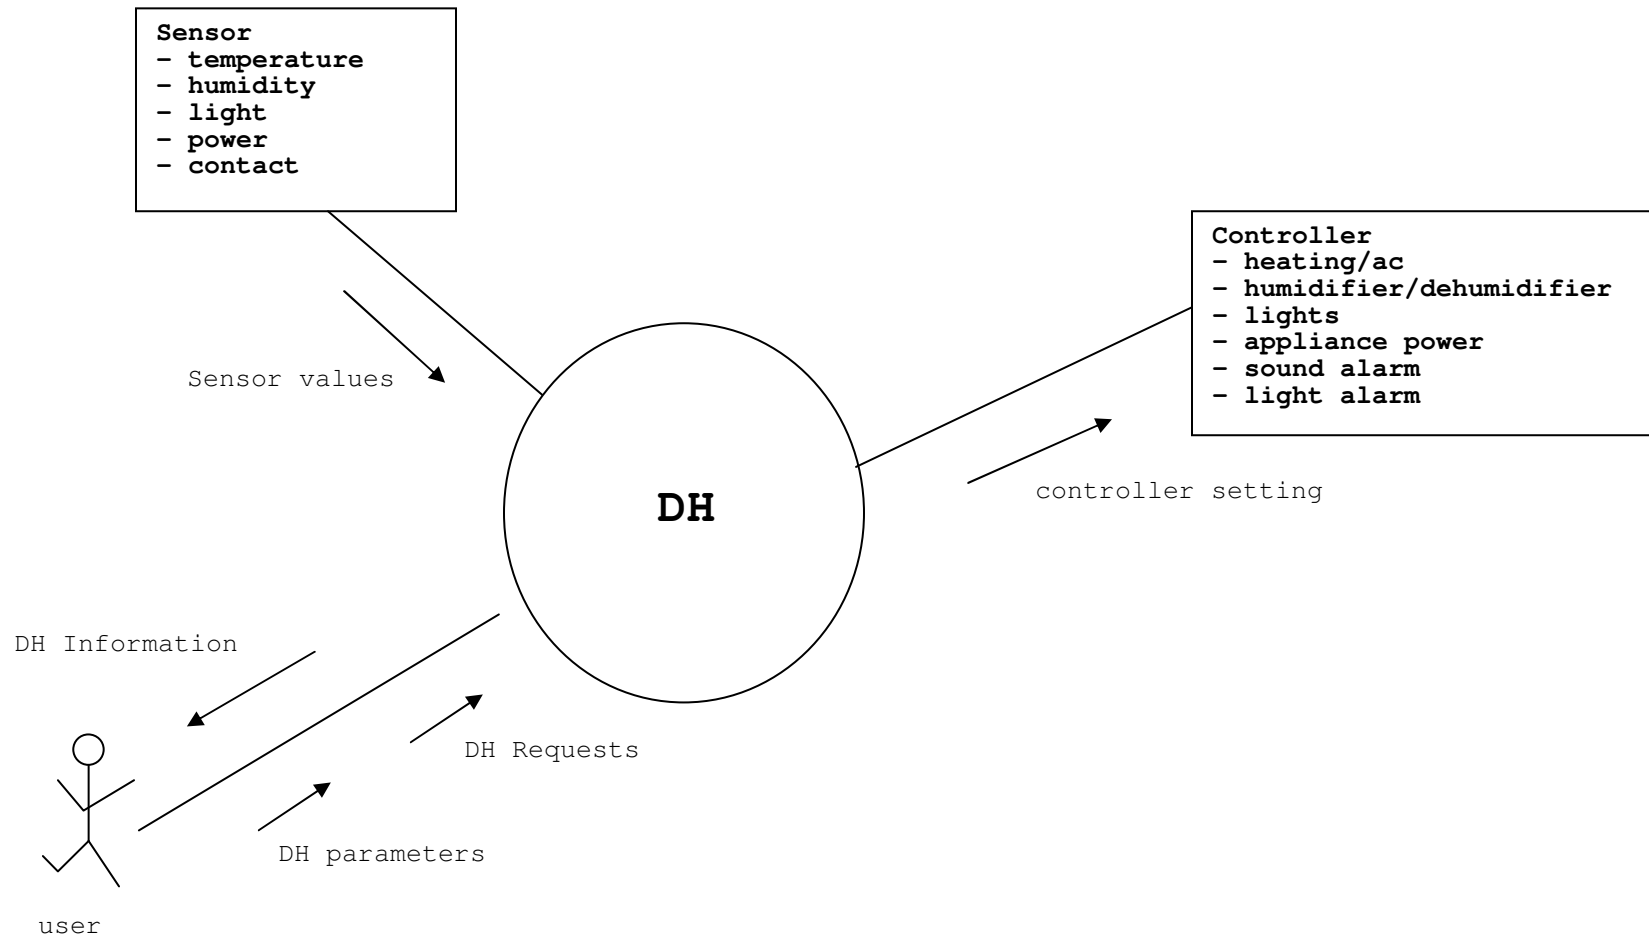 Sensor
– temperature
– humidity
– light
– power
– contact
Controller
– heating/ac
– humidifier/dehumidifier
– lights
– appliance power
– sound alarm
– light alarm
Sensor values
controller setting
DH
DH Information
DH Requests
DH parameters
user